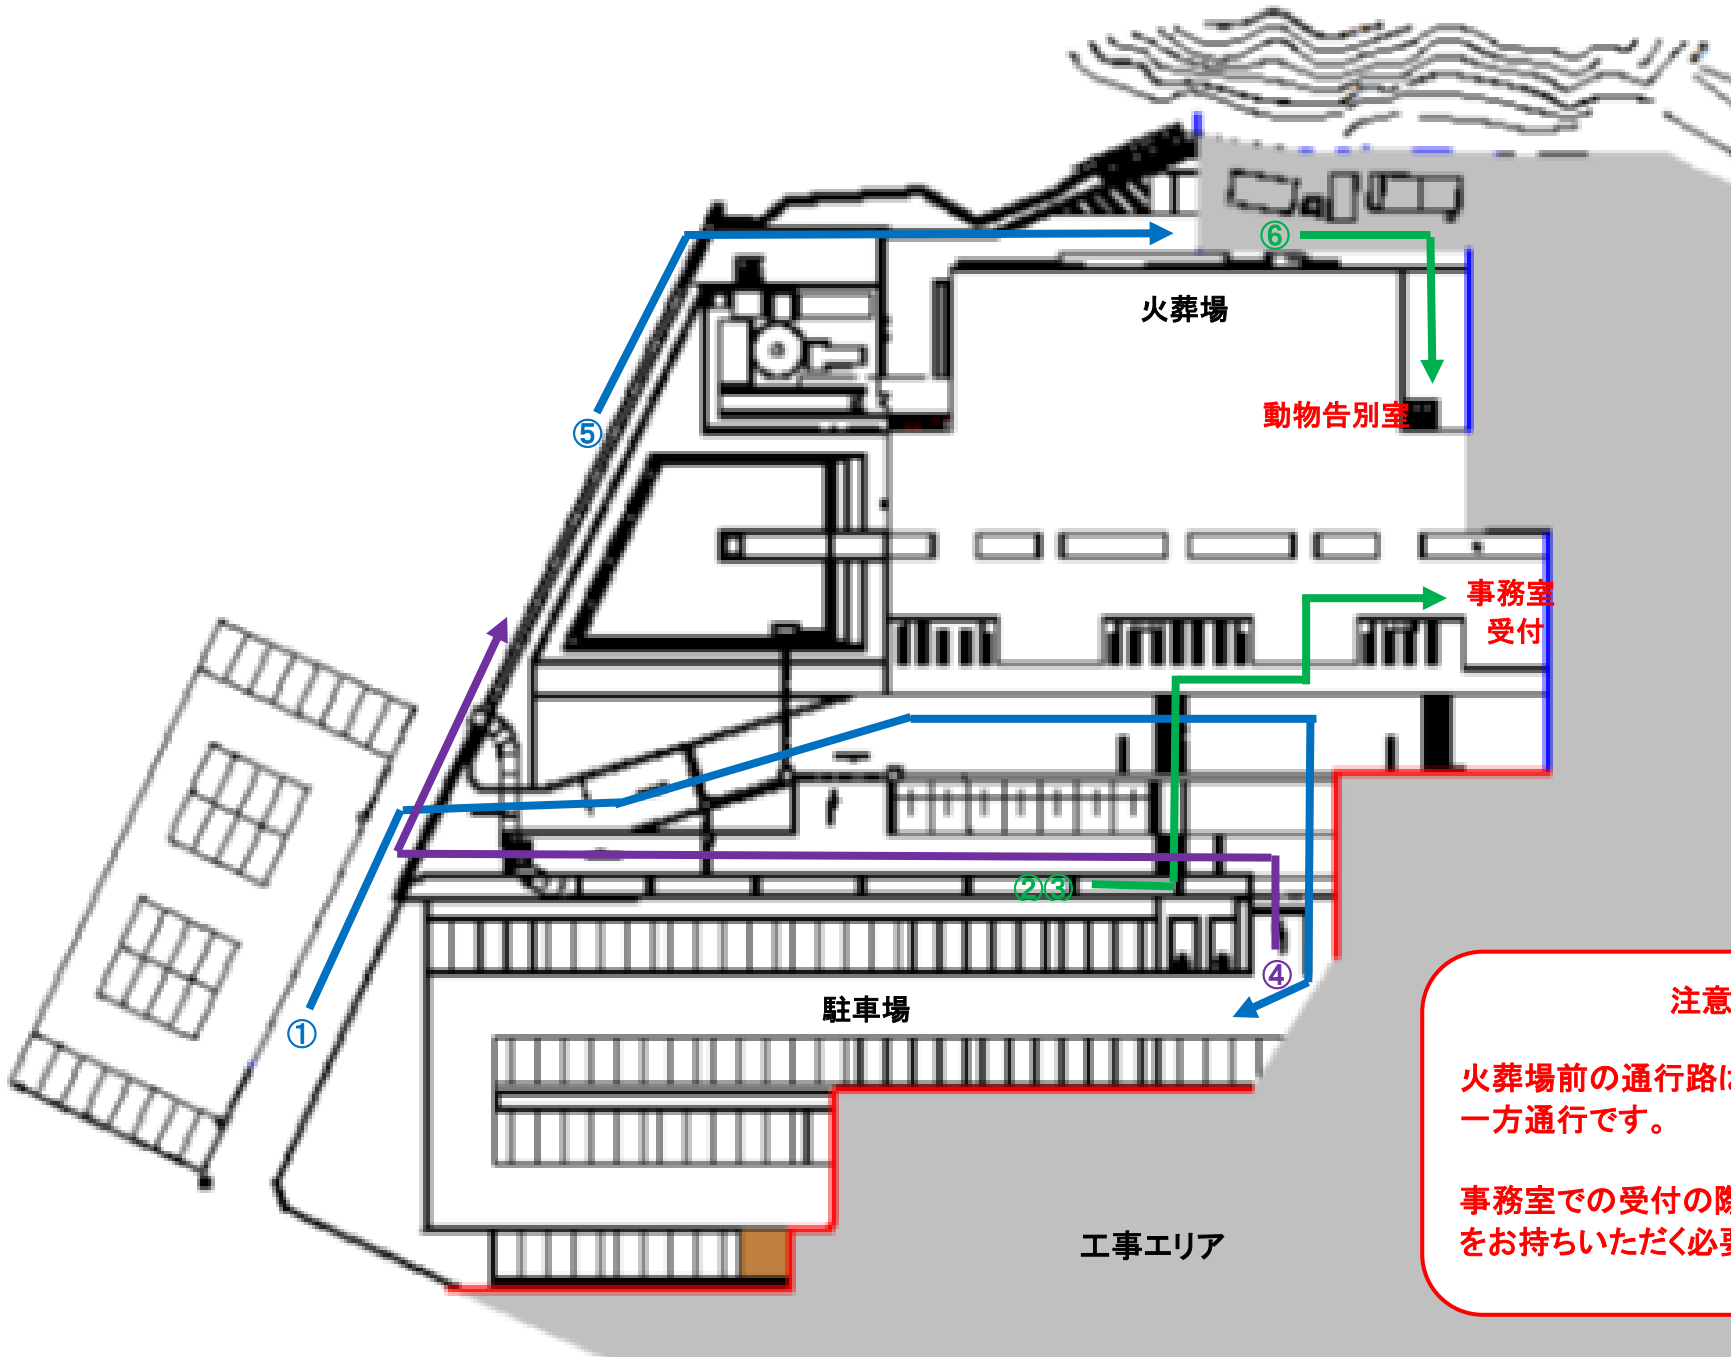 ⑥
火葬場
動物告別室
⑤
事務室
受付
②③
④
駐車場
①
注意
火葬場前の通行路は
一方通行です。
事務室での受付の際
をお持ちいただく必要
工事エリア